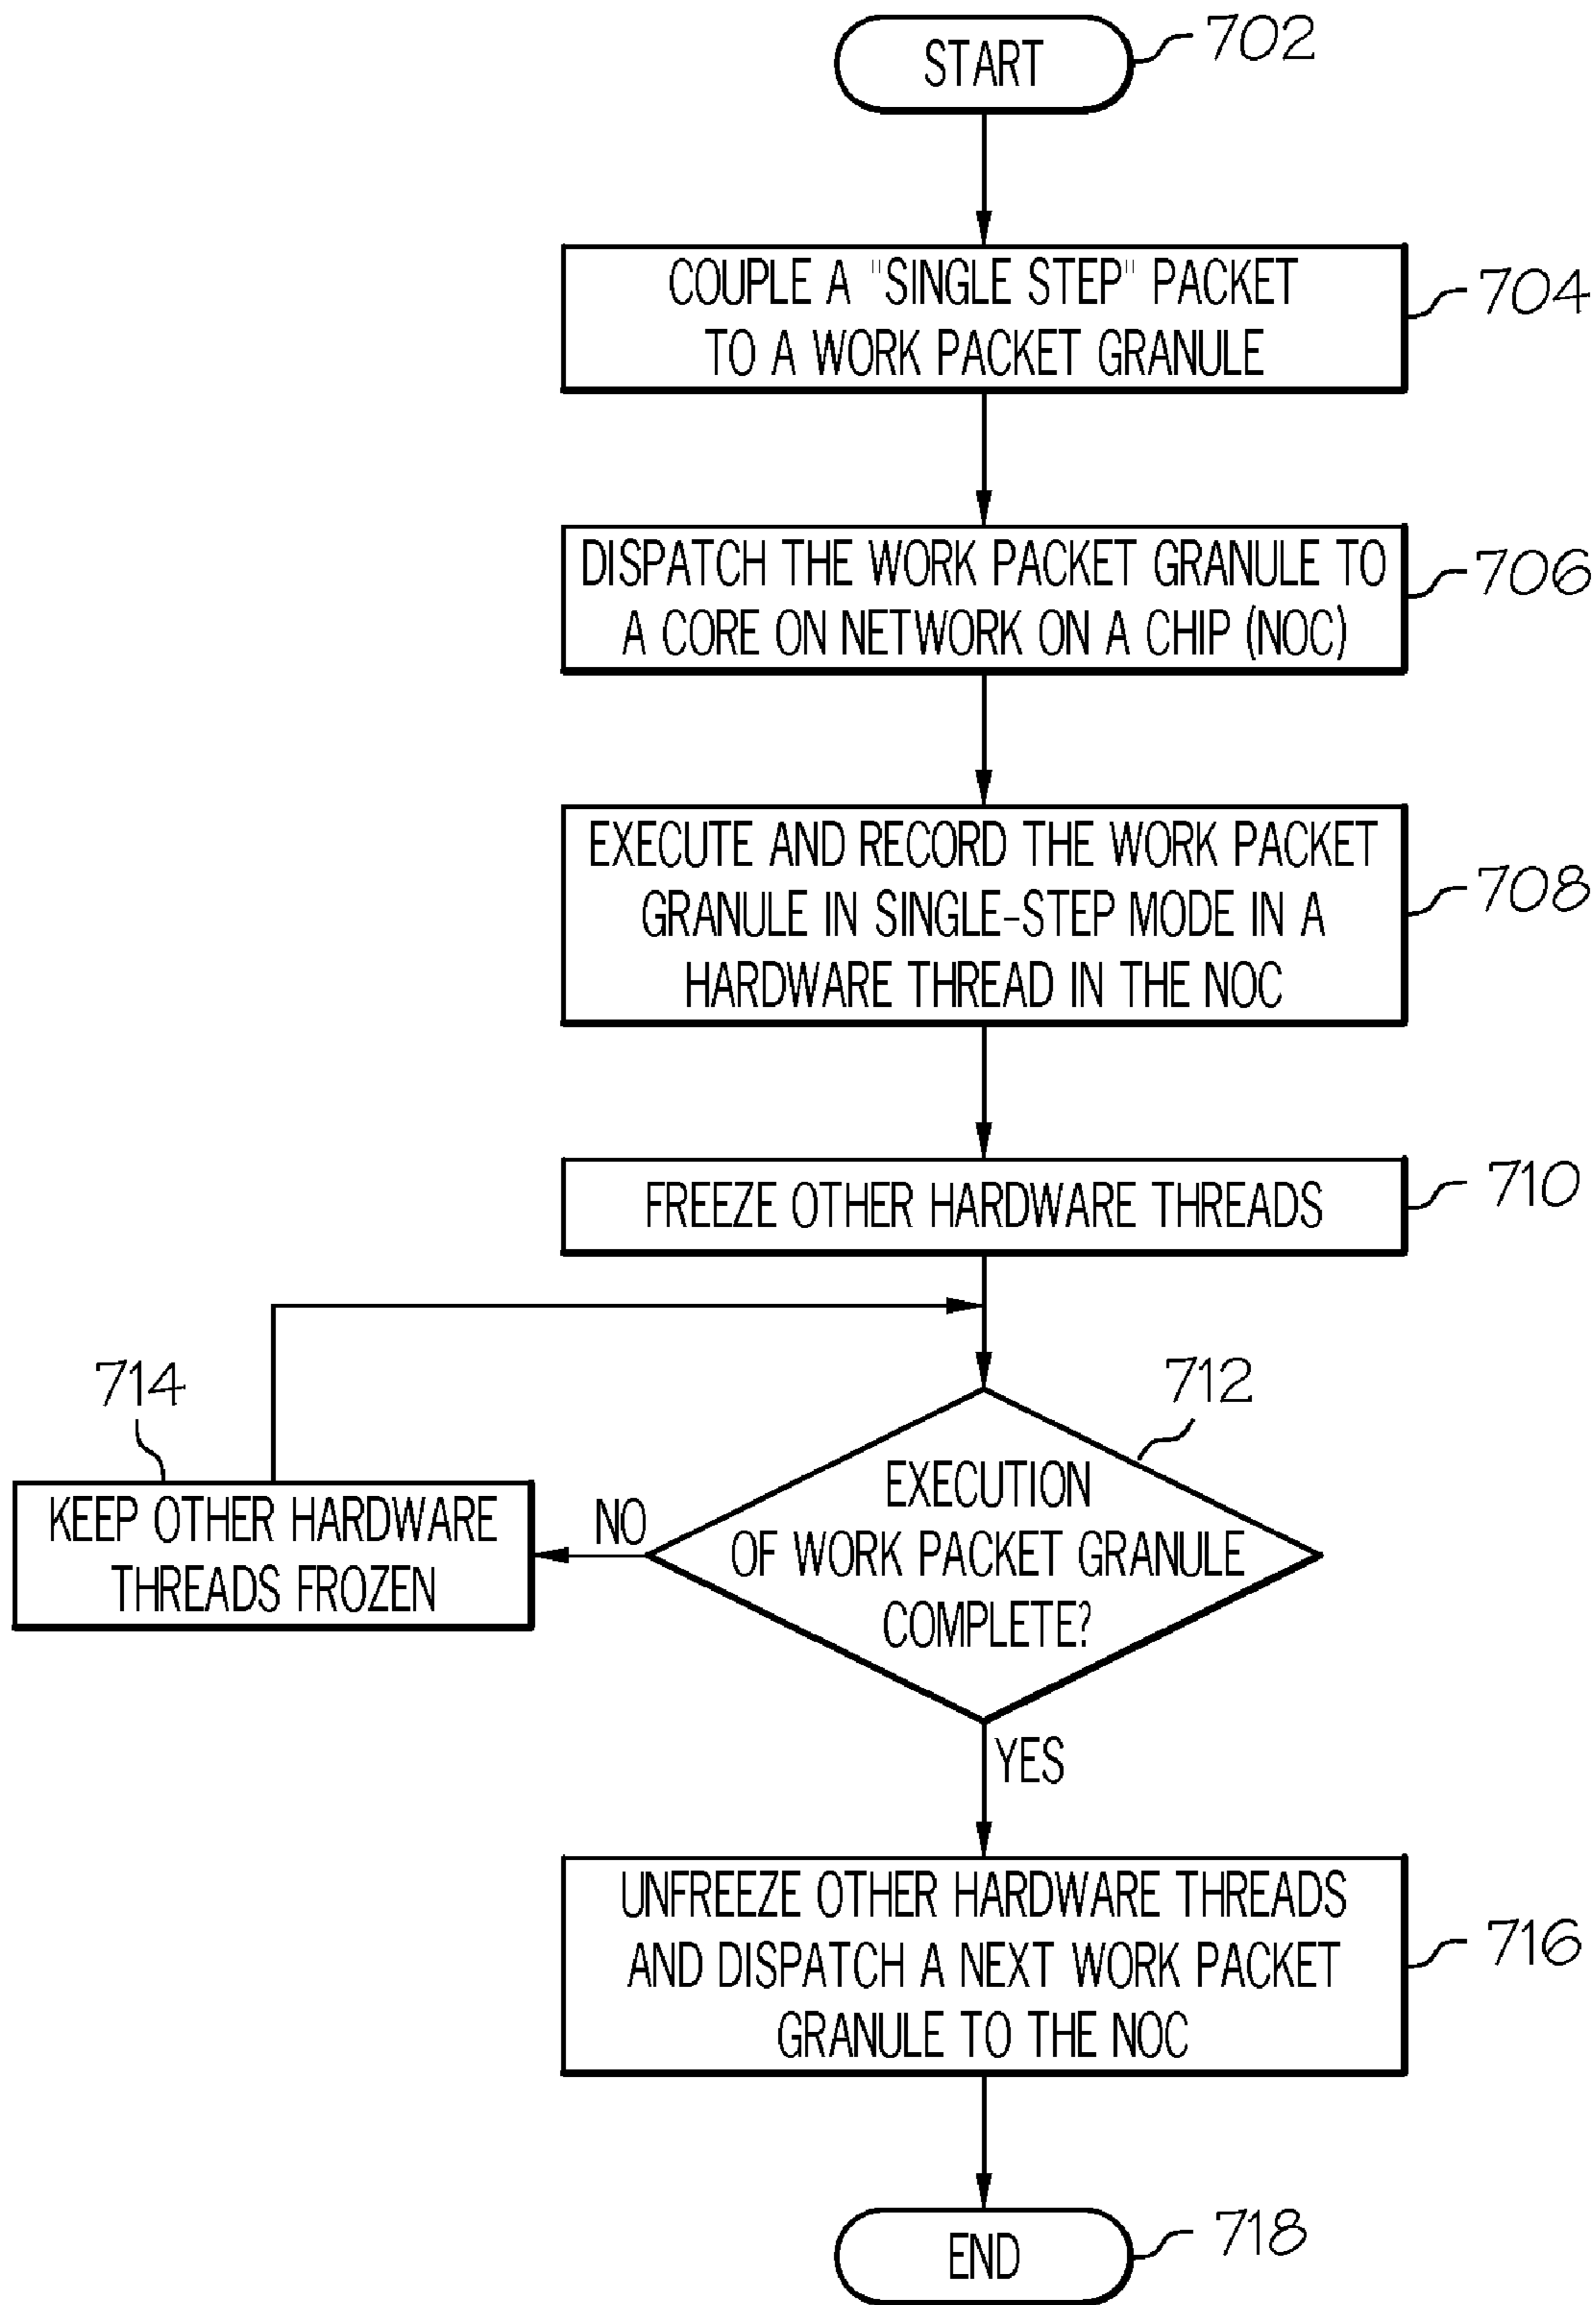 START
702
COUPLE A "SINGLE STEP" PACKET
TO A WORK PACKET GRANULE
704
DISPATCH THE WORK PACKET GRANULE TO
A CORE ON NETWORK ON A CHIP (NOC)
706
EXECUTE AND RECORD THE WORK PACKET
GRANULE IN SINGLE-STEP MODE IN A
HARDWARE THREAD IN THE NOC
708
FREEZE OTHER HARDWARE THREADS
710
712
EXECUTION
OF WORK PACKET GRANULE
COMPLETE?
NO
714
KEEP OTHER HARDWARE
THREADS FROZEN
YES
UNFREEZE OTHER HARDWARE THREADS
AND DISPATCH A NEXT WORK PACKET
GRANULE TO THE NOC
716
END
718